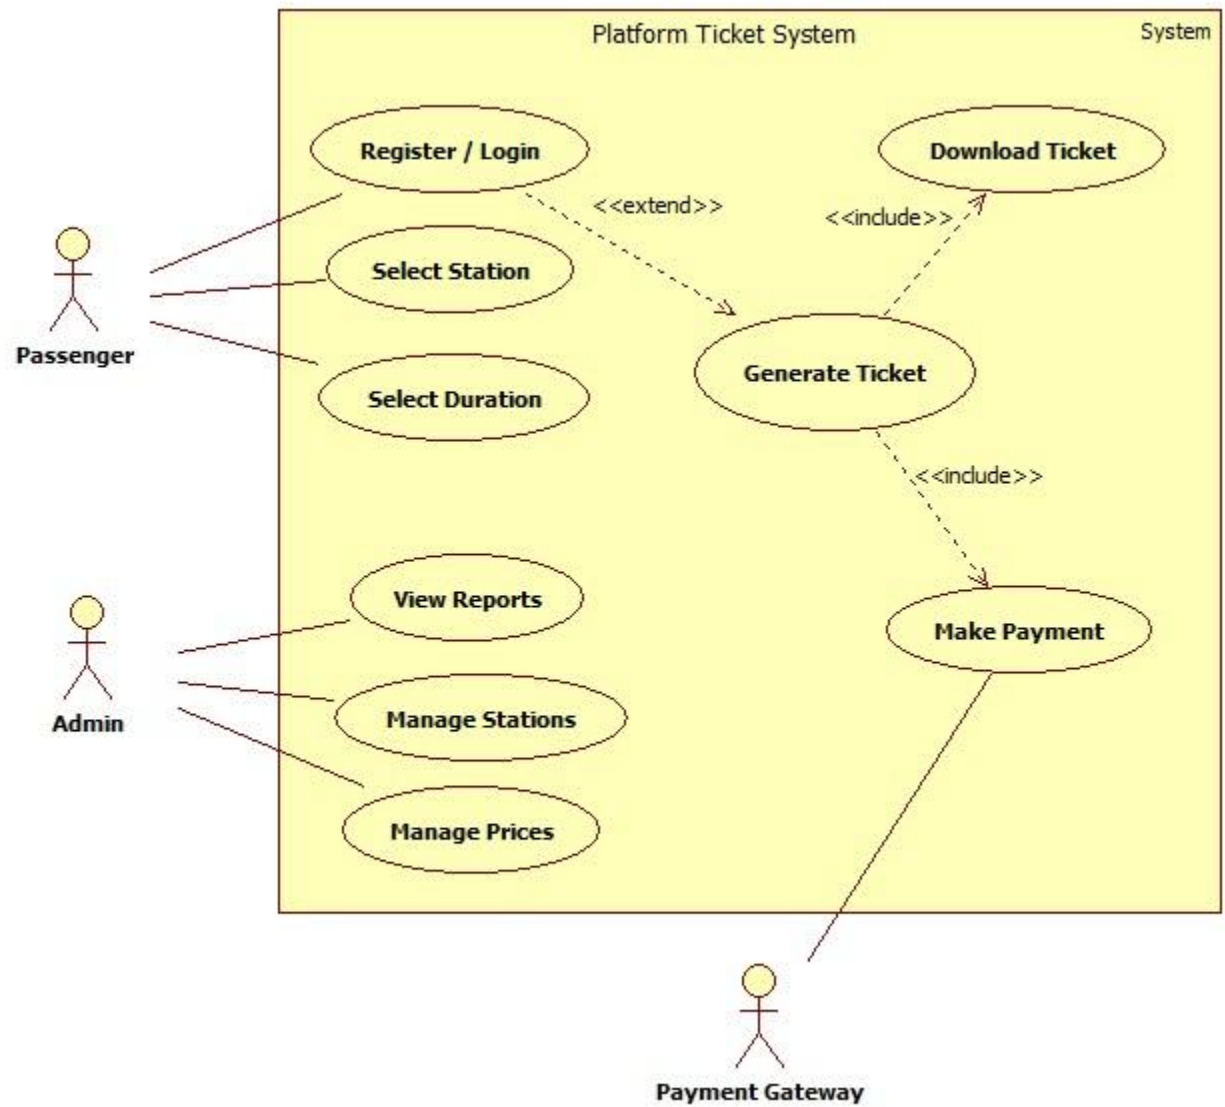 Platform Ticket System
System
Register / Login
Download Ticket
<<extend>>
<<include>>
Select Station
Passenger
Generate Ticket
Select Duration
<<include>>
View Reports
Make Payment
Admin
Manage Stations
Manage Prices
Payment Gateway